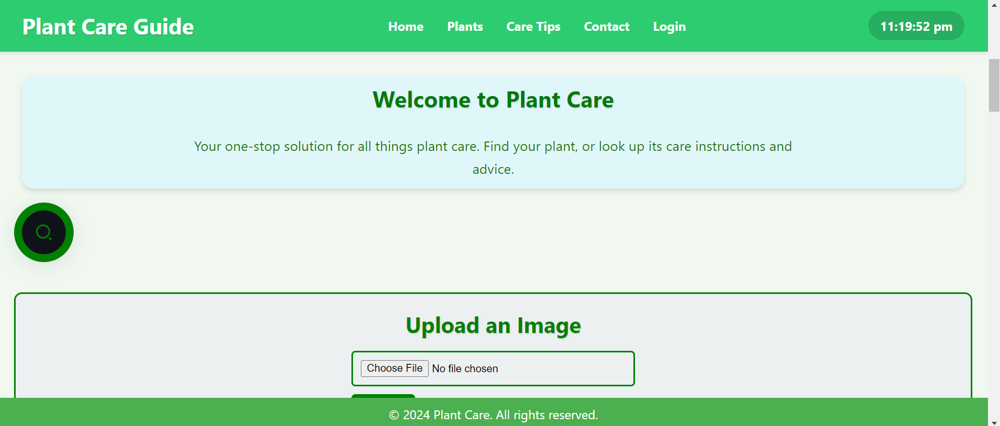 Plant Care Guide
Home
Plants
Care Tips
Contact
Login
11:19:52 pm
Welcome to Plant Care
Your one-stop solution for all things plant care. Find your plant, or look up its care instructions and
advice.
Upload an Image
Choose File No file chosen
© 2024 Plant Care. All rights reserved.